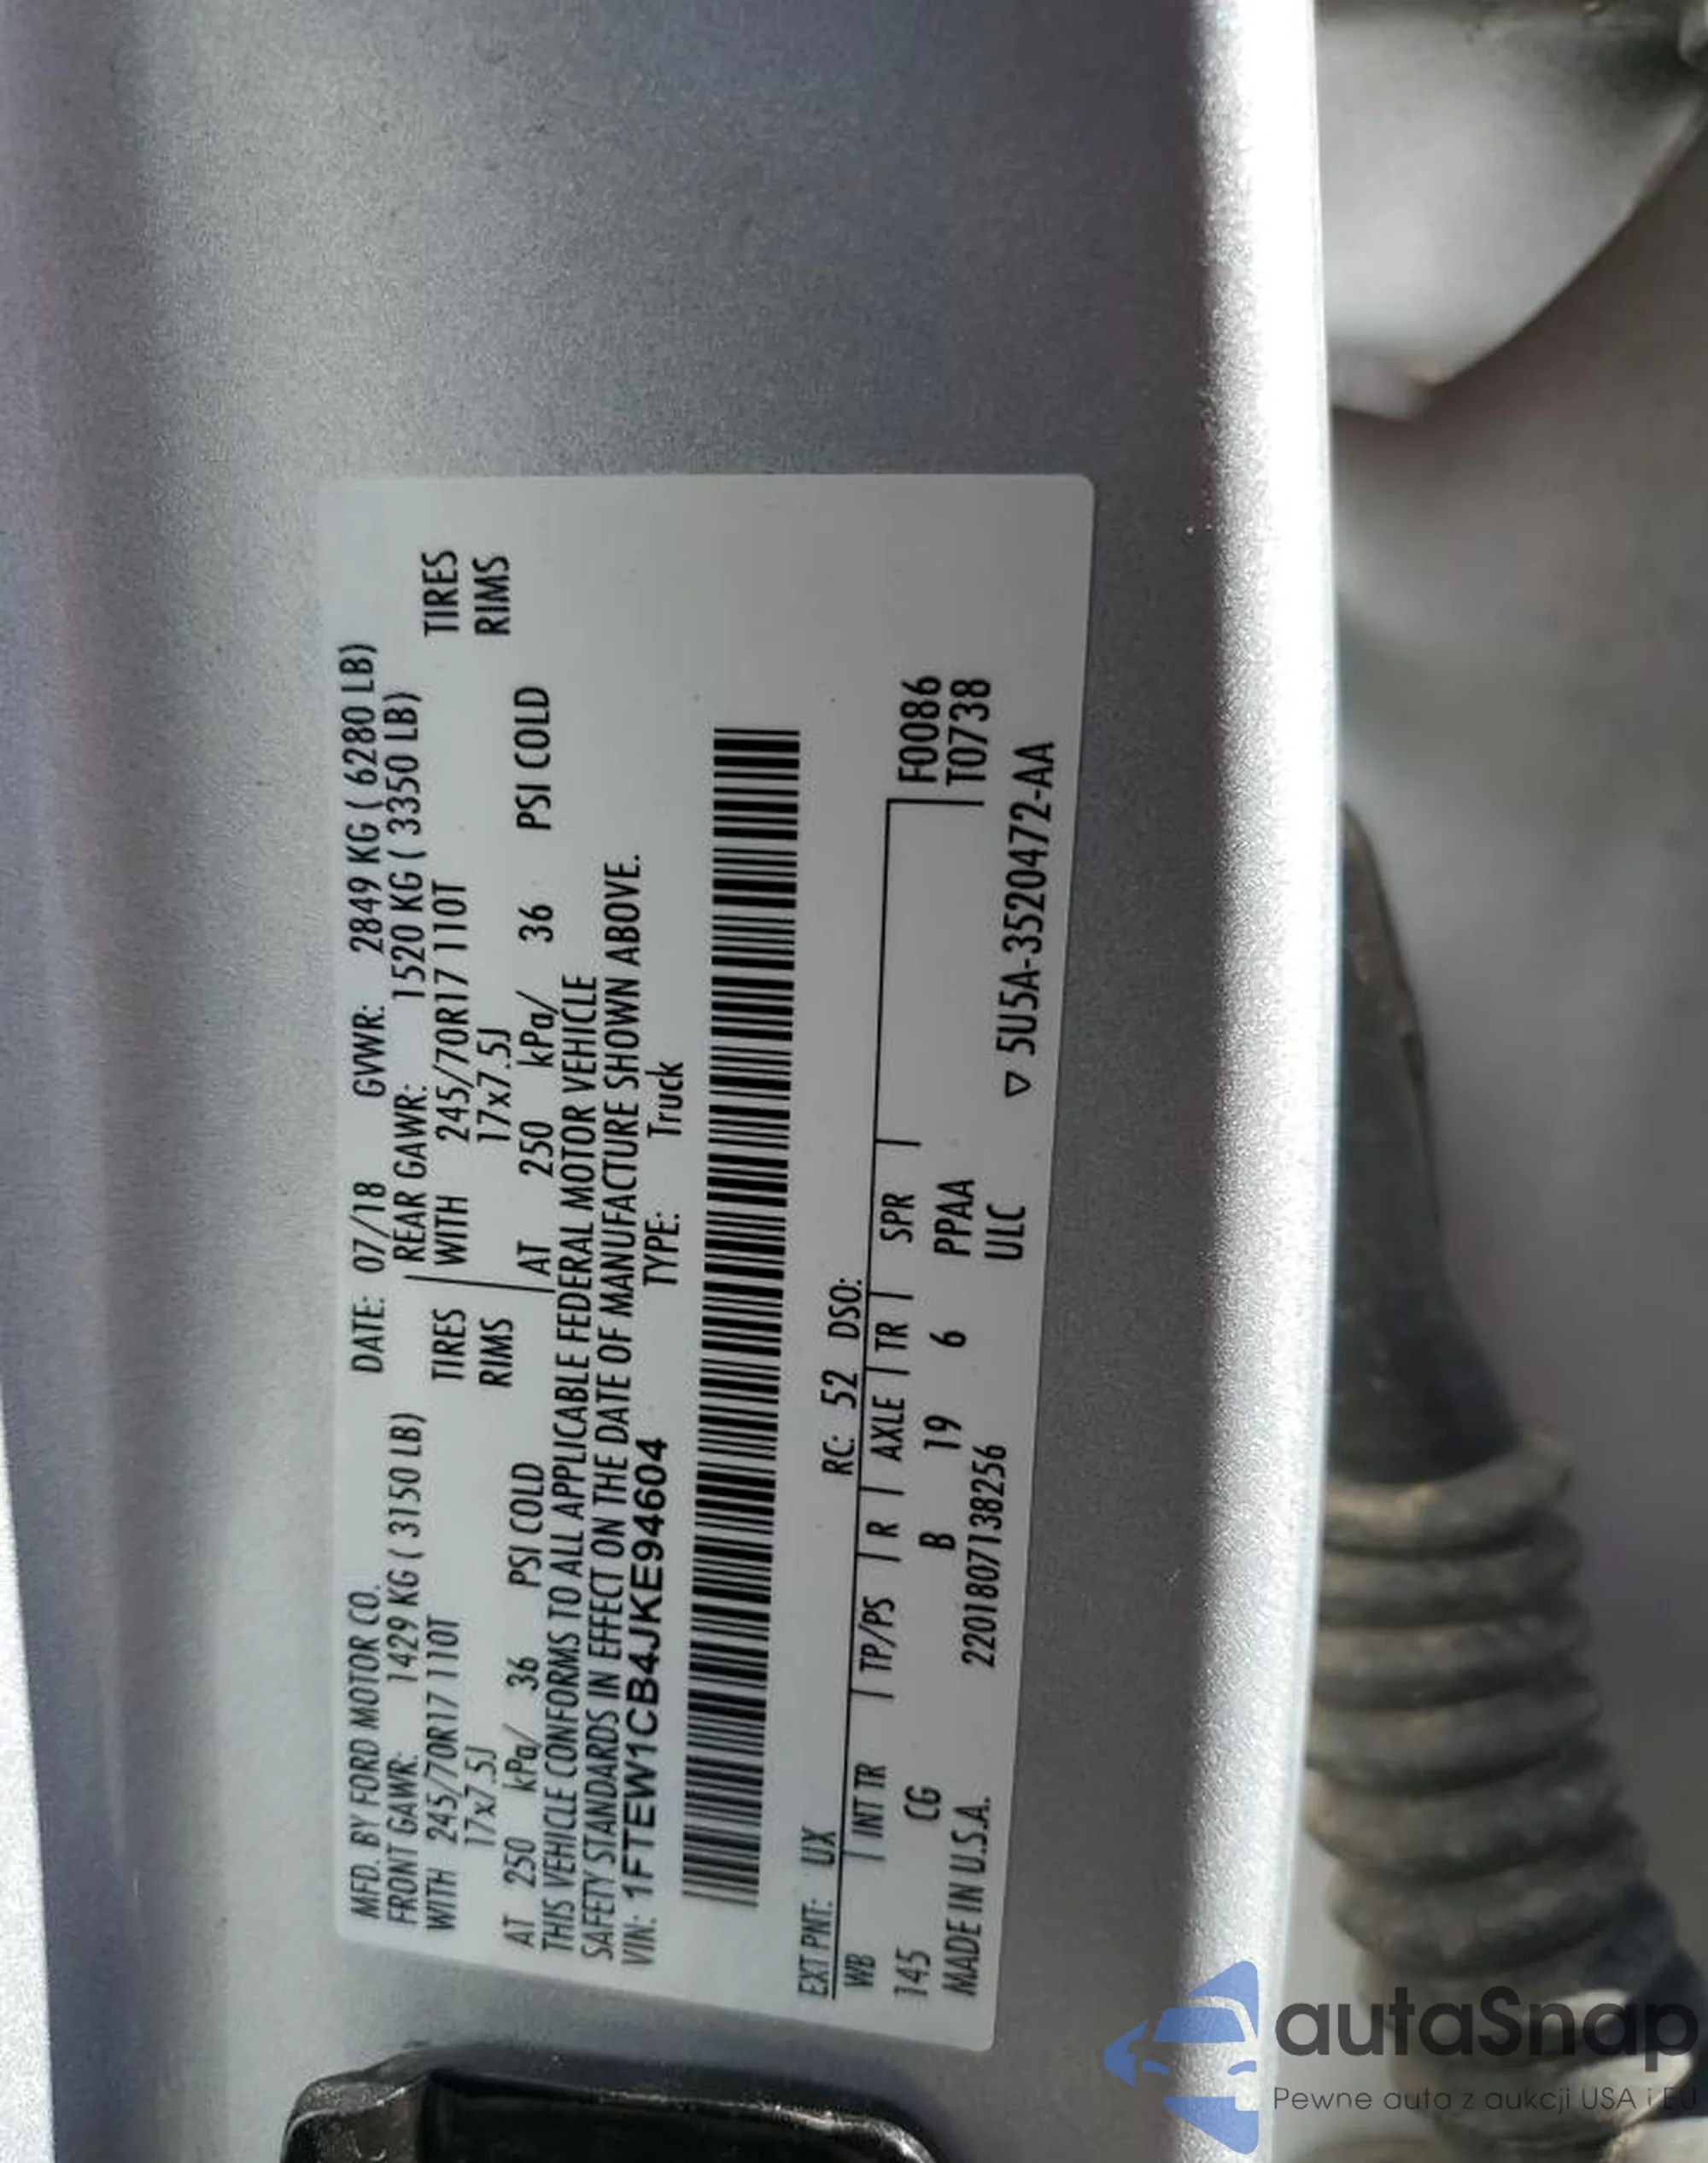 MFD. BY FORD MOTOR CO. DATE: 07/18 GVWR: 2849 KG ( 6280 LB)
FRONT GAWR: 1429 KG ( 3150 LB) REAR GAWR: 1520 KG ( 3350 LB)
WITH 245/70R17 110T TIRES WITH 245/70R17 110T TIRES
17x7.5J RIMS 17x7.5J RIMS
AT 250 kPa/ 36 PSI COLD AT 250 kPa/ 36 PSI COLD
THIS VEHICLE CONFORMS TO ALL APPLICABLE FEDERAL MOTOR VEHICLE
SAFETY STANDARDS IN EFFECT ON THE DATE OF MANUFACTURE SHOWN ABOVE.
VIN: 1FTEW1CB4JKE94604 TYPE: Truck
EXT PNT: UX RC: 52 DSO:
WB | INT TR | TP/PS | R | AXLE | TR | SPR | F0086
145 CG B 19 6 PPAA T0738
MADE IN U.S.A. 220180713 8256 ULC
▽ 5U5A-3520472-AA
autaSnap
Pewne auta z aukcji USA i EU